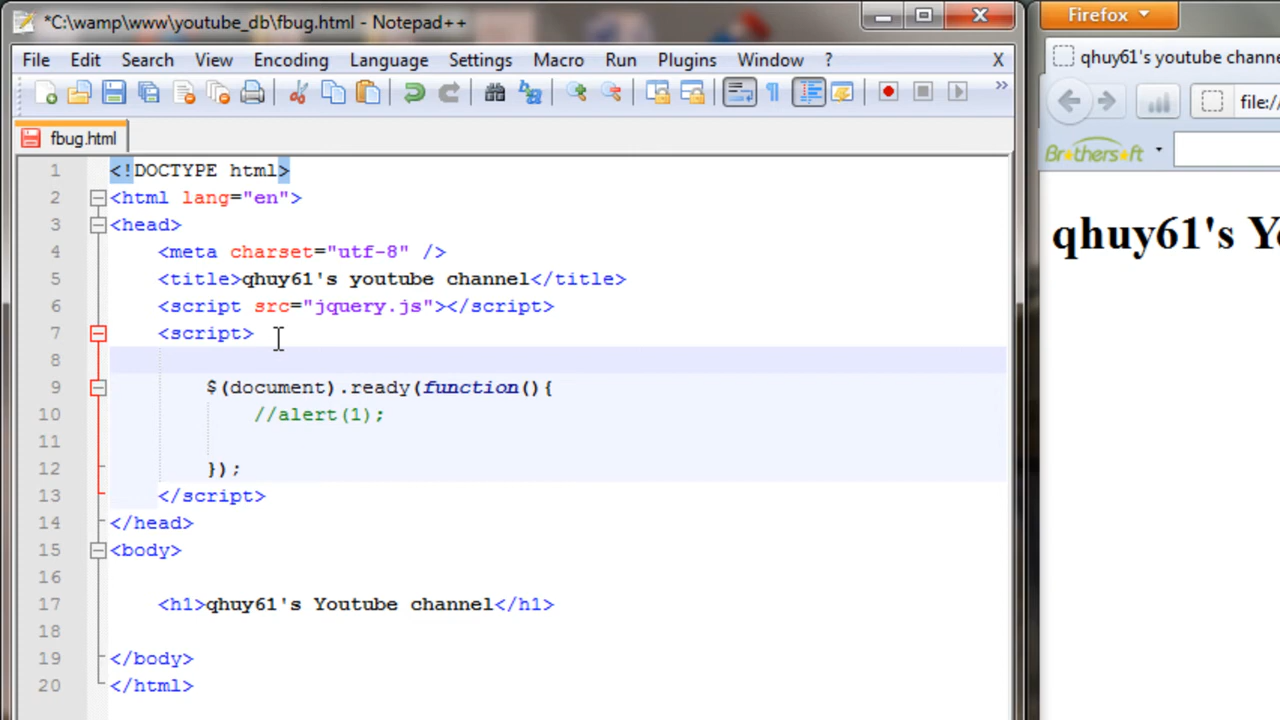 *C:\wamp\www\youtube_db\fbug.html - Notepad++
File Edit Search View Encoding Language Settings Macro Run Plugins Window ? X
fbug.html
1 <!DOCTYPE html>
2 <html lang="en">
3 <head>
4 <meta charset="utf-8" />
5 <title>qhuy61's youtube channel</title>
6 <script src="jquery.js"></script>
7 <script>
8
9 $(document).ready(function(){
10 //alert(1);
11
12 });
13 </script>
14 </head>
15 <body>
16
17 <h1>qhuy61's Youtube channel</h1>
18
19 </body>
20 </html>
Firefox
qhuy61's youtube channe
file://
Brothersoft
qhuy61's Yo